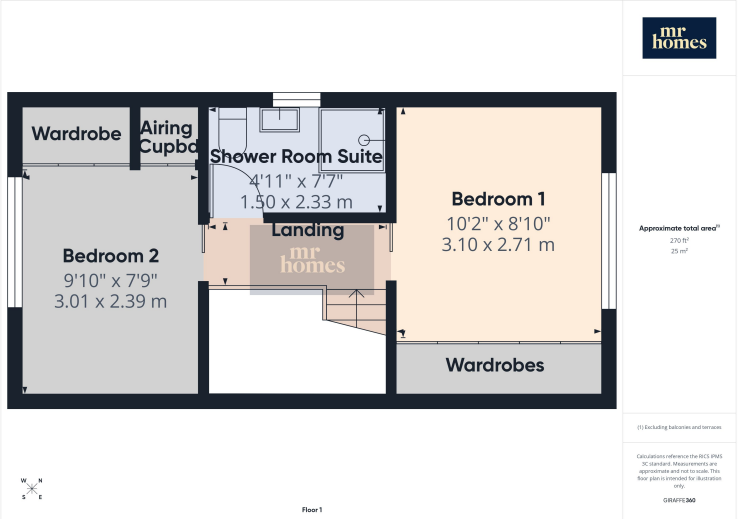 mr
homes
Wardrobe
Airing
Cupbd
Shower Room Suite
4'11" x 7'7"
1.50 x 2.33 m
Bedroom 1
10'2" x 8'10"
3.10 x 2.71 m
Landing
mr
homes
Bedroom 2
9'10" x 7'9"
3.01 x 2.39 m
Wardrobes
Approximate total area(1)
270 ft²
25 m²
(1) Excluding balconies and terraces
Calculations reference the RICS IPMS
3C standard. Measurements are
approximate and not to scale. This
floor plan is intended for illustration
only.
GIRAFFE360
W N
S E
Floor 1